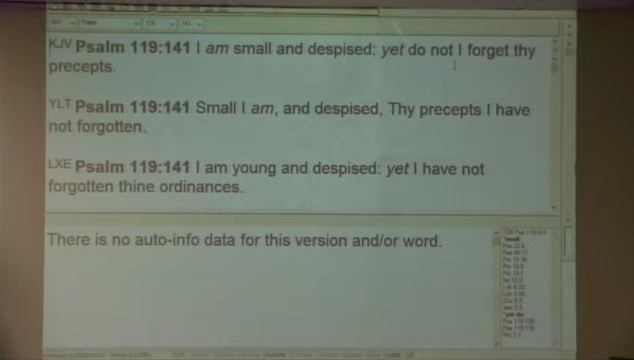 KJV Psalm 119:141 I am small and despised: yet do not I forget thy
precepts.
YLT Psalm 119:141 Small I am, and despised, Thy precepts I have
not forgotten.
LXE Psalm 119:141 I am young and despised: yet I have not
forgotten thine ordinances.
There is no auto-info data for this version and/or word.